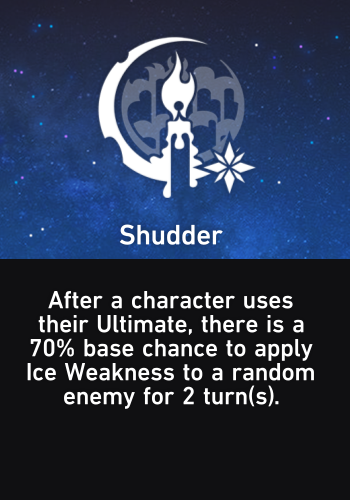 Shudder
After a character uses
their Ultimate, there is a
70% base chance to apply
Ice Weakness to a random
enemy for 2 turn(s).